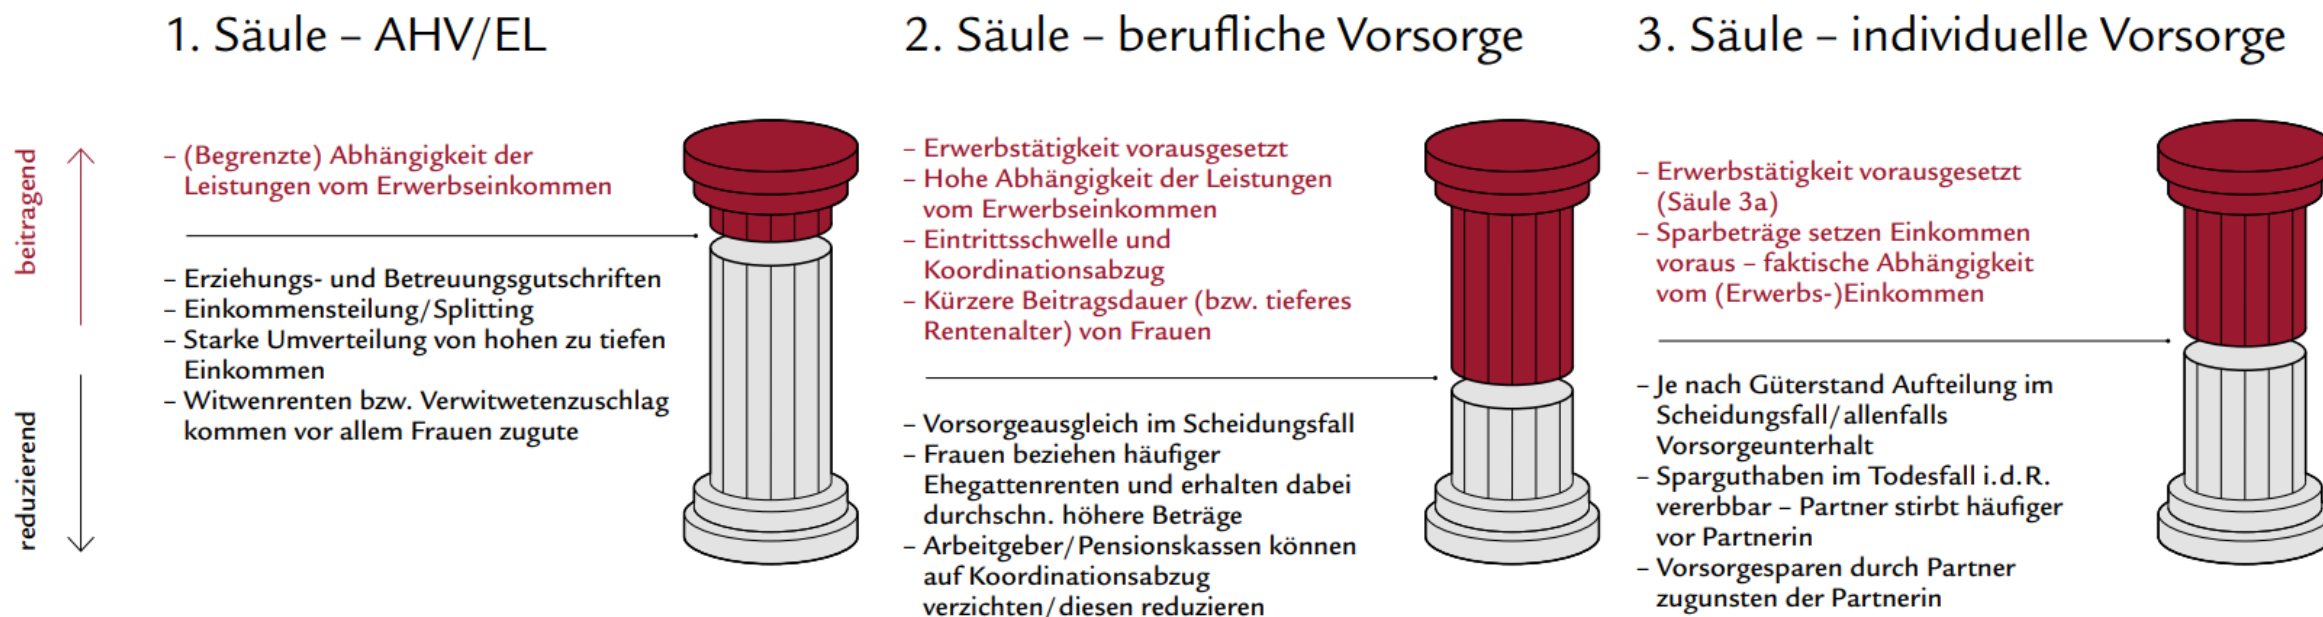 1. Säule – AHV/EL
beitragend
reduzierend
– (Begrenzte) Abhängigkeit der
Leistungen vom Erwerbseinkommen
– Erziehungs- und Betreuungsgutschriften
– Einkommensteilung/Splitting
– Starke Umverteilung von hohen zu tiefen
Einkommen
– Witwenrenten bzw. Verwitwetenzuschlag
kommen vor allem Frauen zugute
2. Säule – berufliche Vorsorge
– Erwerbstätigkeit vorausgesetzt
– Hohe Abhängigkeit der Leistungen
vom Erwerbseinkommen
– Eintrittsschwelle und
Koordinationsabzug
– Kürzere Beitragsdauer (bzw. tieferes
Rentenalter) von Frauen
– Vorsorgeausgleich im Scheidungsfall
– Frauen beziehen häufiger
Ehegattenrenten und erhalten dabei
durchschn. höhere Beträge
– Arbeitgeber/Pensionskassen können
auf Koordinationsabzug
verzichten/diesen reduzieren
3. Säule – individuelle Vorsorge
– Erwerbstätigkeit vorausgesetzt
(Säule 3a)
– Sparbeträge setzen Einkommen
voraus – faktische Abhängigkeit
vom (Erwerbs-)Einkommen
– Je nach Güterstand Aufteilung im
Scheidungsfall/allenfalls
Vorsorgeunterhalt
– Sparguthaben im Todesfall i.d.R.
vererbbar – Partner stirbt häufiger
vor Partnerin
– Vorsorgesparen durch Partner
zugunsten der Partnerin